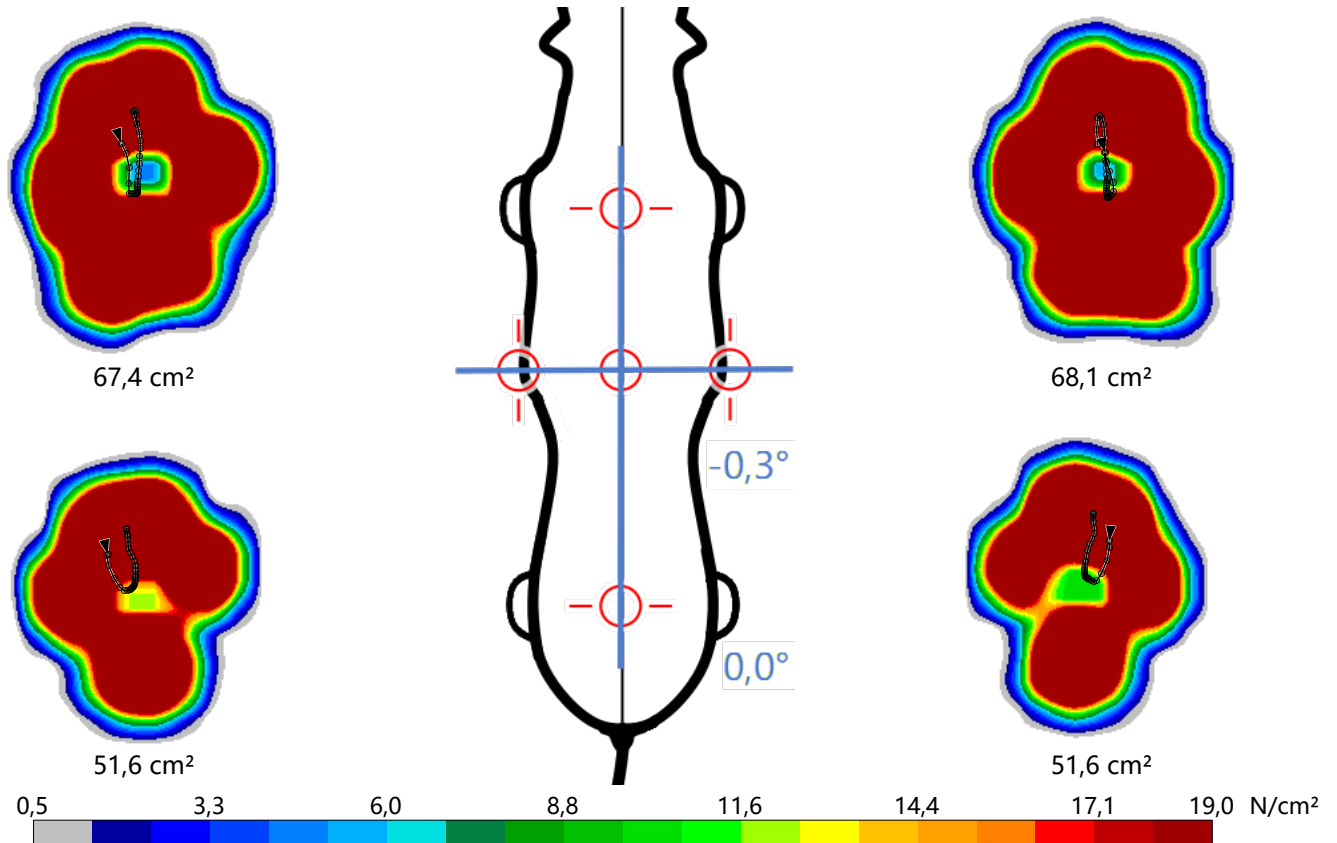 67,4 cm²
68,1 cm²
-0,3°
0,0°
51,6 cm²
51,6 cm²
0,5 3,3 6,0 8,8 11,6 14,4 17,1 19,0 N/cm²